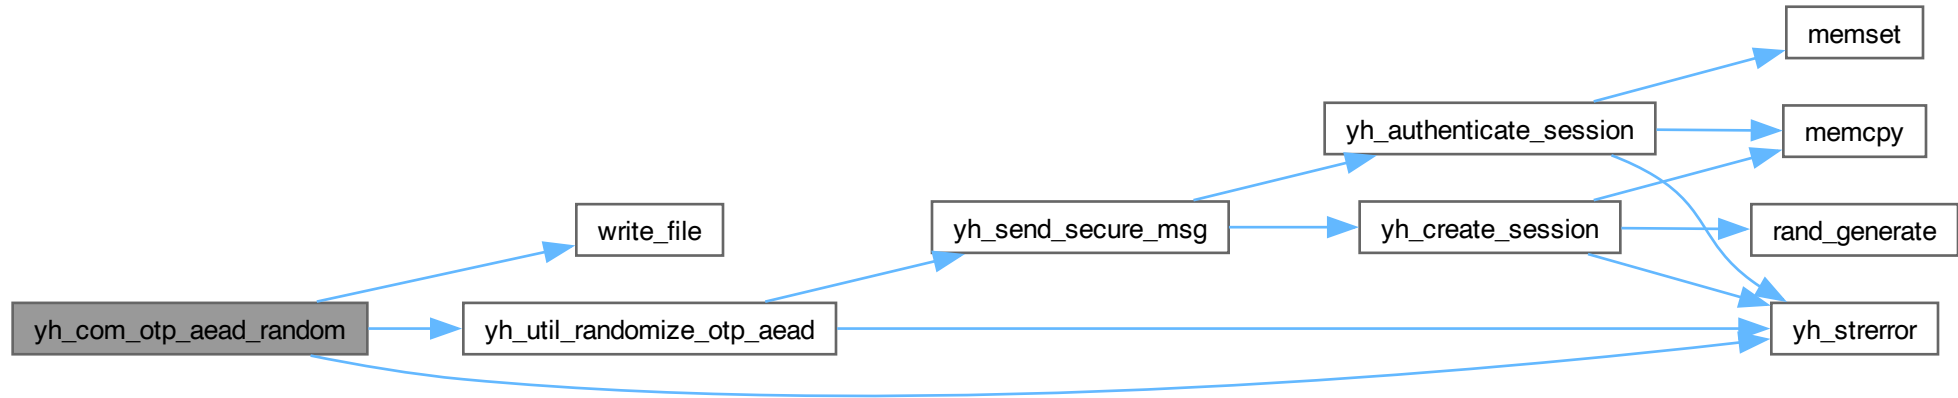 memset
yh_authenticate_session
memcpy
write_file
yh_send_secure_msg
yh_create_session
rand_generate
yh_com_otp_aead_random
yh_util_randomize_otp_aead
yh_strerror